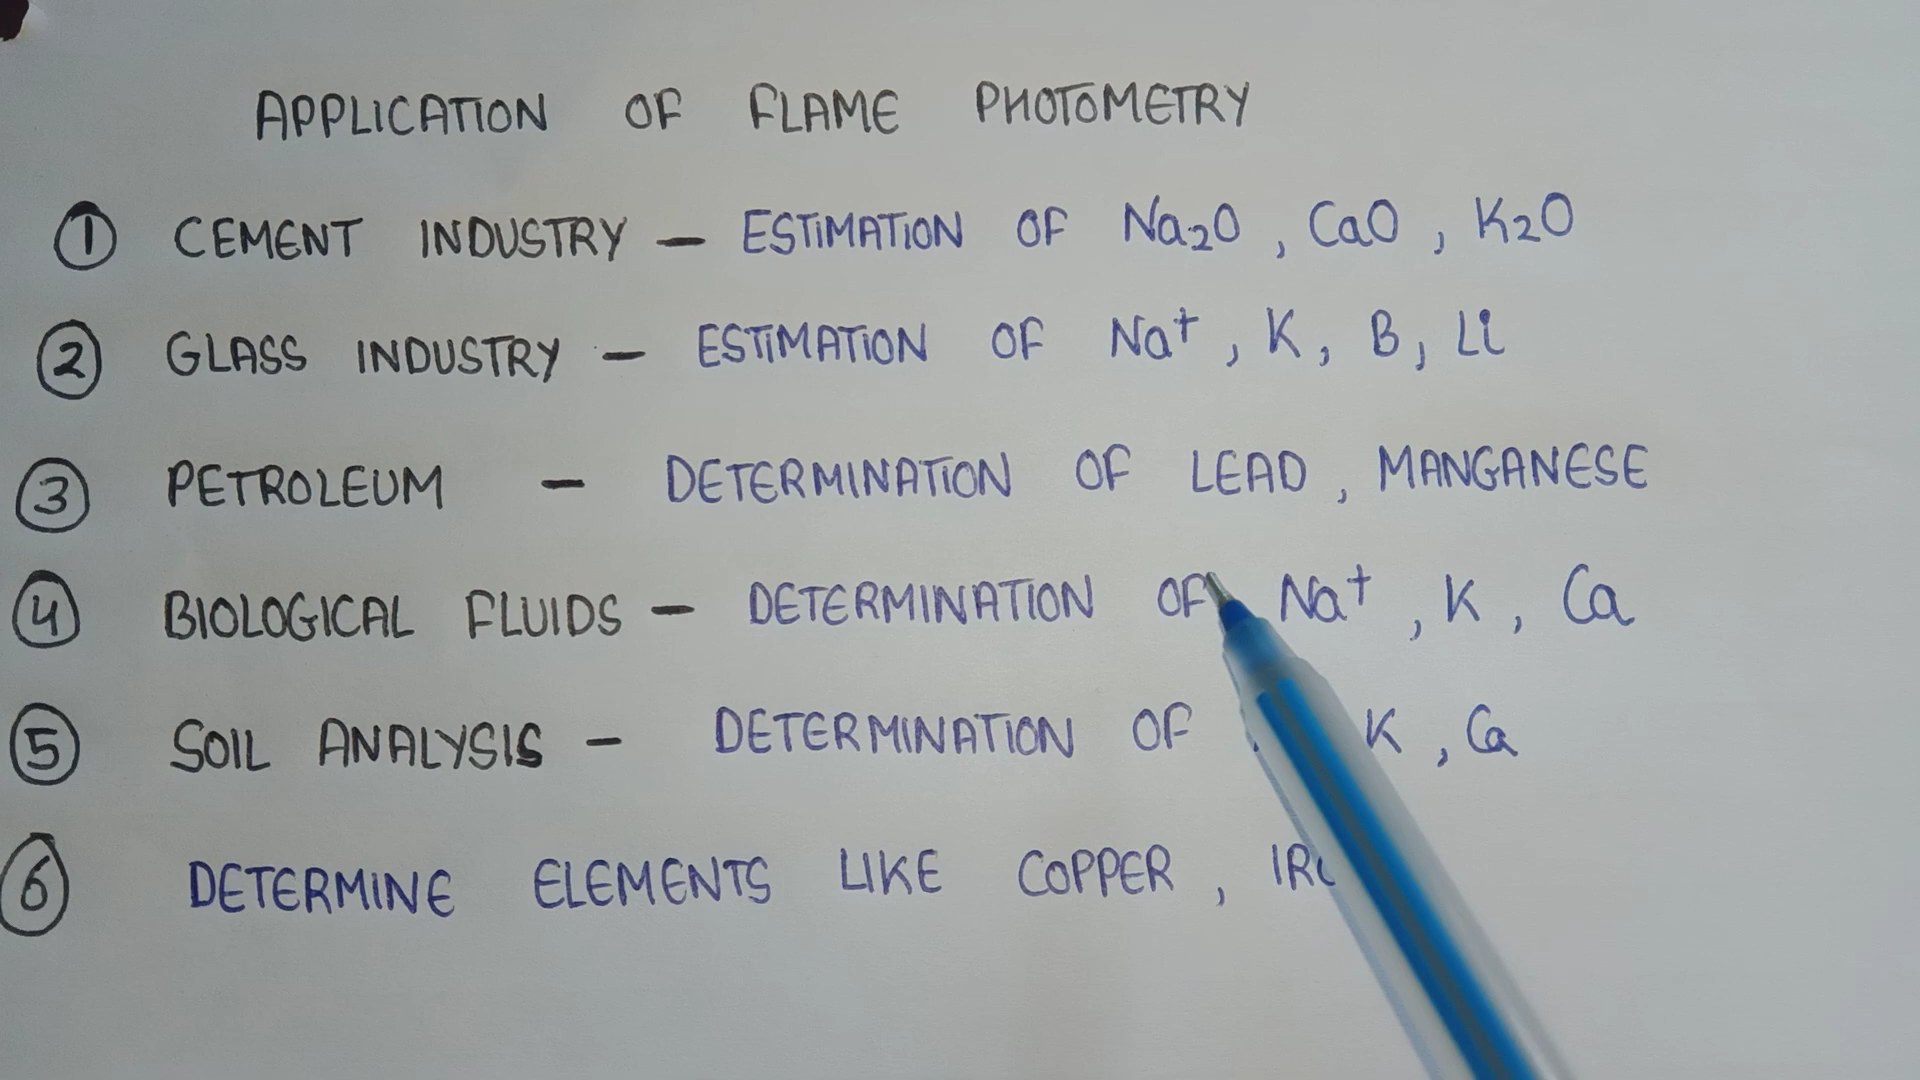 APPLICATION OF FLAME PHOTOMETRY
① CEMENT INDUSTRY — ESTIMATION OF Na2O, CaO, K2O
② GLASS INDUSTRY — ESTIMATION OF Na+, K, B, Li
③ PETROLEUM — DETERMINATION OF LEAD, MANGANESE
④ BIOLOGICAL FLUIDS — DETERMINATION OF Na+, K, Ca
⑤ SOIL ANALYSIS — DETERMINATION OF K, Ca
⑥ DETERMINE ELEMENTS LIKE COPPER,